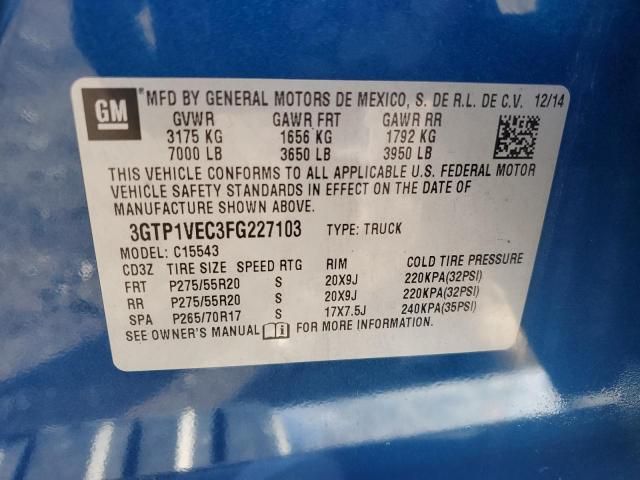 GM
® MFD BY GENERAL MOTORS DE MEXICO, S. DE R.L. DE C.V. 12/14
GVWR GAWR FRT GAWR RR
3175 KG 1656 KG 1792 KG
7000 LB 3650 LB 3950 LB
THIS VEHICLE CONFORMS TO ALL APPLICABLE U.S. FEDERAL MOTOR
VEHICLE SAFETY STANDARDS IN EFFECT ON THE DATE OF
MANUFACTURE SHOWN ABOVE.
3GTP1VEC3FG227103 TYPE: TRUCK
MODEL: C15543
CD3Z TIRE SIZE SPEED RTG RIM COLD TIRE PRESSURE
FRT P275/55R20 S 20X9J 220KPA(32PSI)
RR P275/55R20 S 20X9J 220KPA(32PSI)
SPA P265/70R17 S 17X7.5J 240KPA(35PSI)
SEE OWNER'S MANUAL FOR MORE INFORMATION.